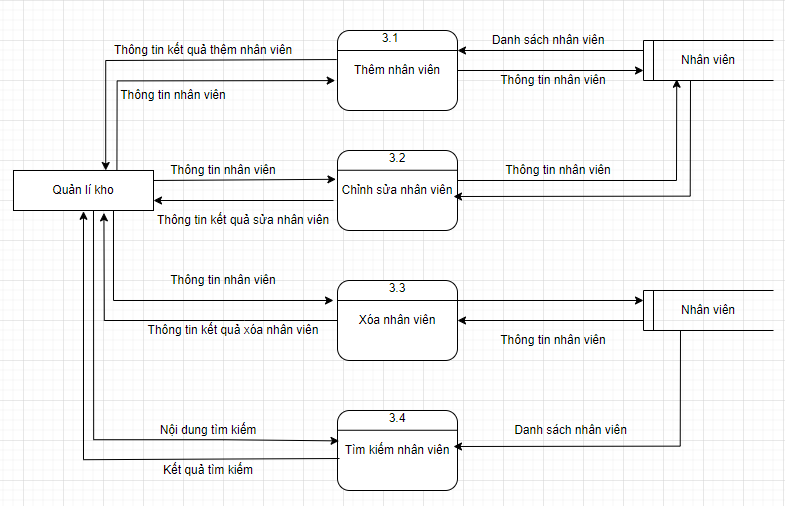 3.1
Danh sách nhân viên
Thông tin kết quả thêm nhân viên
Nhân viên
Thêm nhân viên
Thông tin nhân viên
Thông tin nhân viên
3.2
Thông tin nhân viên
Thông tin nhân viên
Quản lí kho
Chỉnh sửa nhân viên
Thông tin kết quả sửa nhân viên
Thông tin nhân viên
3.3
Nhân viên
Xóa nhân viên
Thông tin kết quả xóa nhân viên
Thông tin nhân viên
3.4
Nội dung tìm kiếm
Danh sách nhân viên
Tìm kiếm nhân viên
Kết quả tìm kiếm